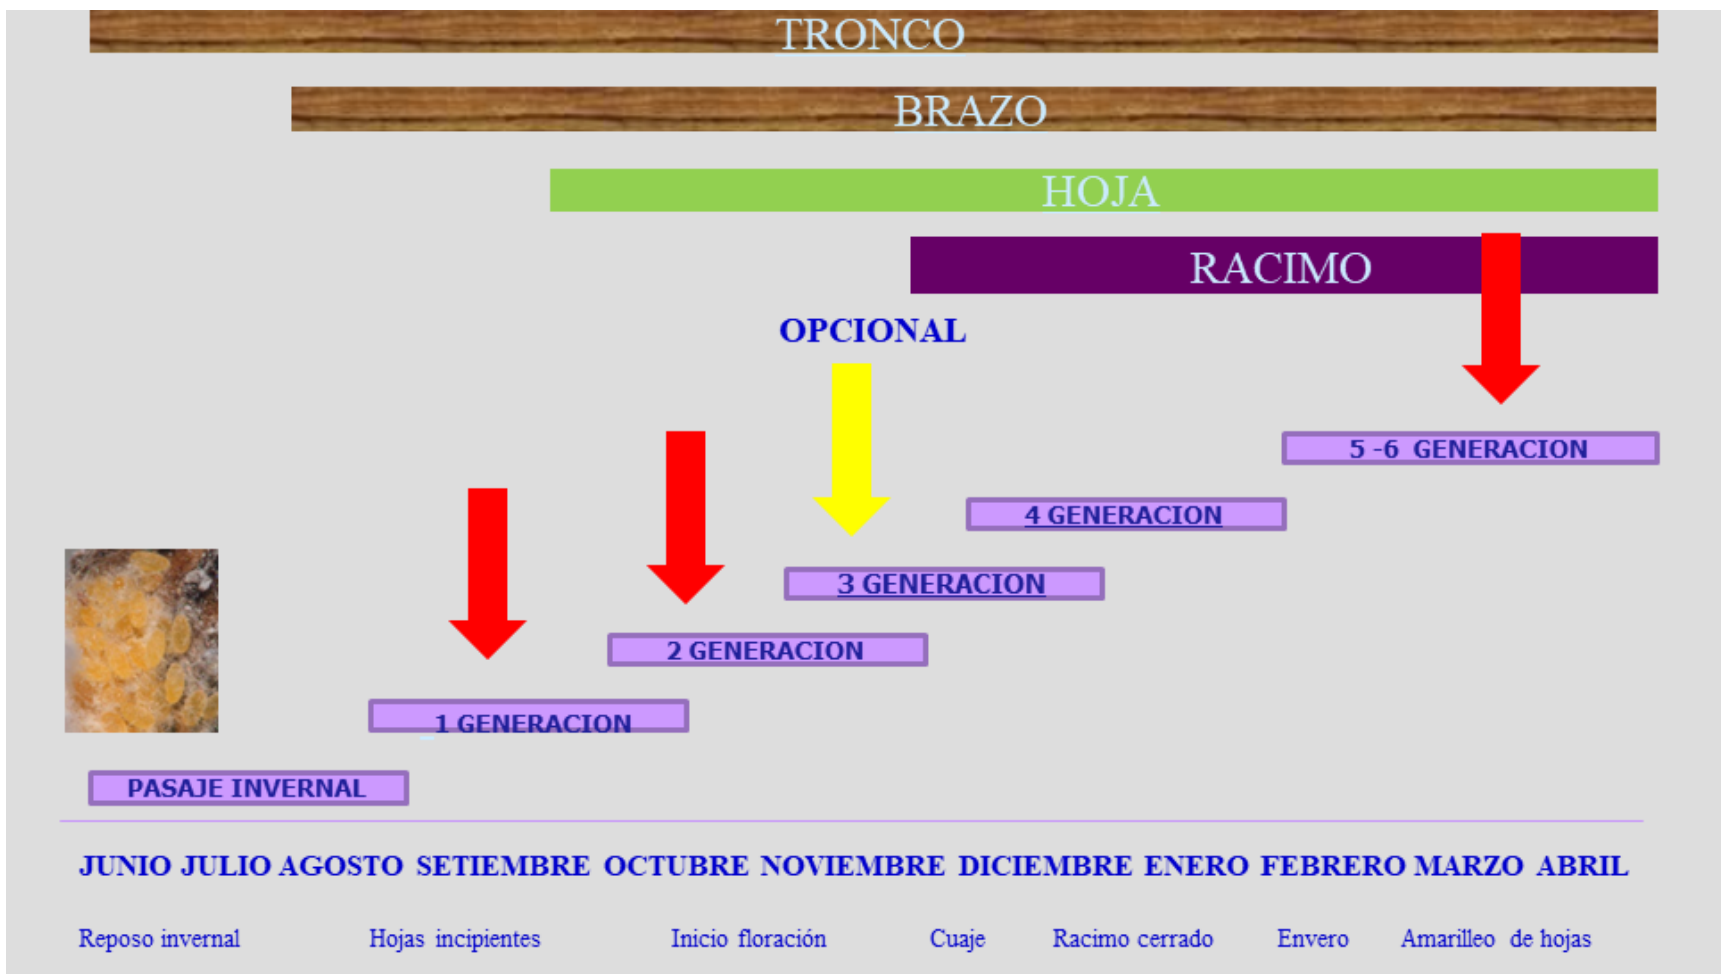 TRONCO
BRAZO
HOJA
RACIMO
OPCIONAL
5 -6 GENERACION
4 GENERACION
3 GENERACION
2 GENERACION
1 GENERACION
PASAJE INVERNAL
JUNIO JULIO AGOSTO SETIEMBRE OCTUBRE NOVIEMBRE DICIEMBRE ENERO FEBRERO MARZO ABRIL
Reposo invernal Hojas incipientes Inicio floración Cuaje Racimo cerrado Envero Amarilleo de hojas